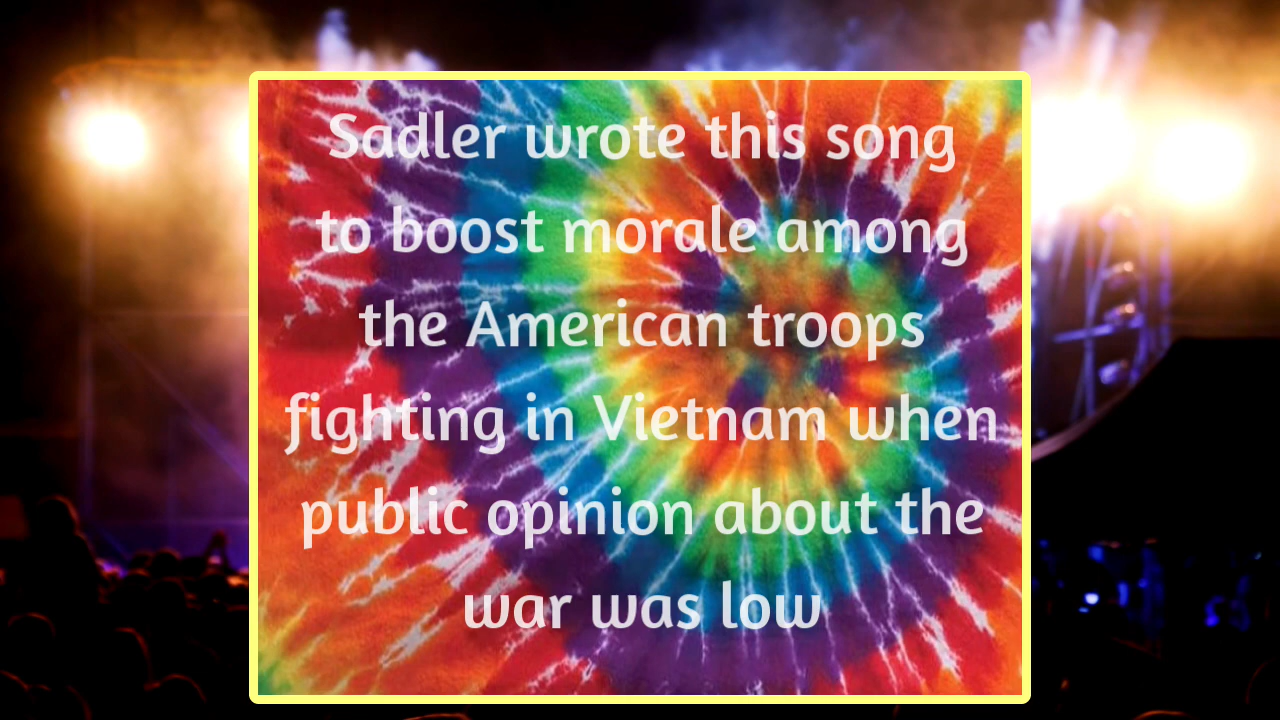 Sadler wrote this song
to boost morale among
the American troops
fighting in Vietnam when
public opinion about the
war was low